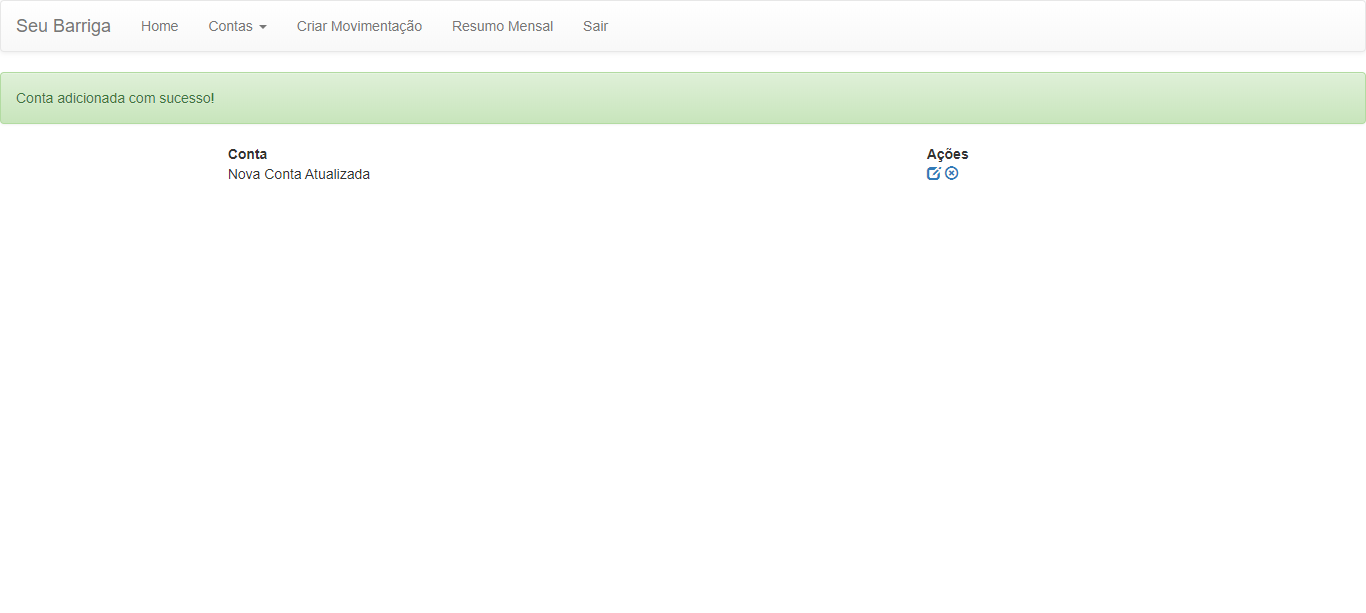 Seu Barriga Home Contas Criar Movimentação Resumo Mensal Sair
Conta adicionada com sucesso!
Conta Ações
Nova Conta Atualizada